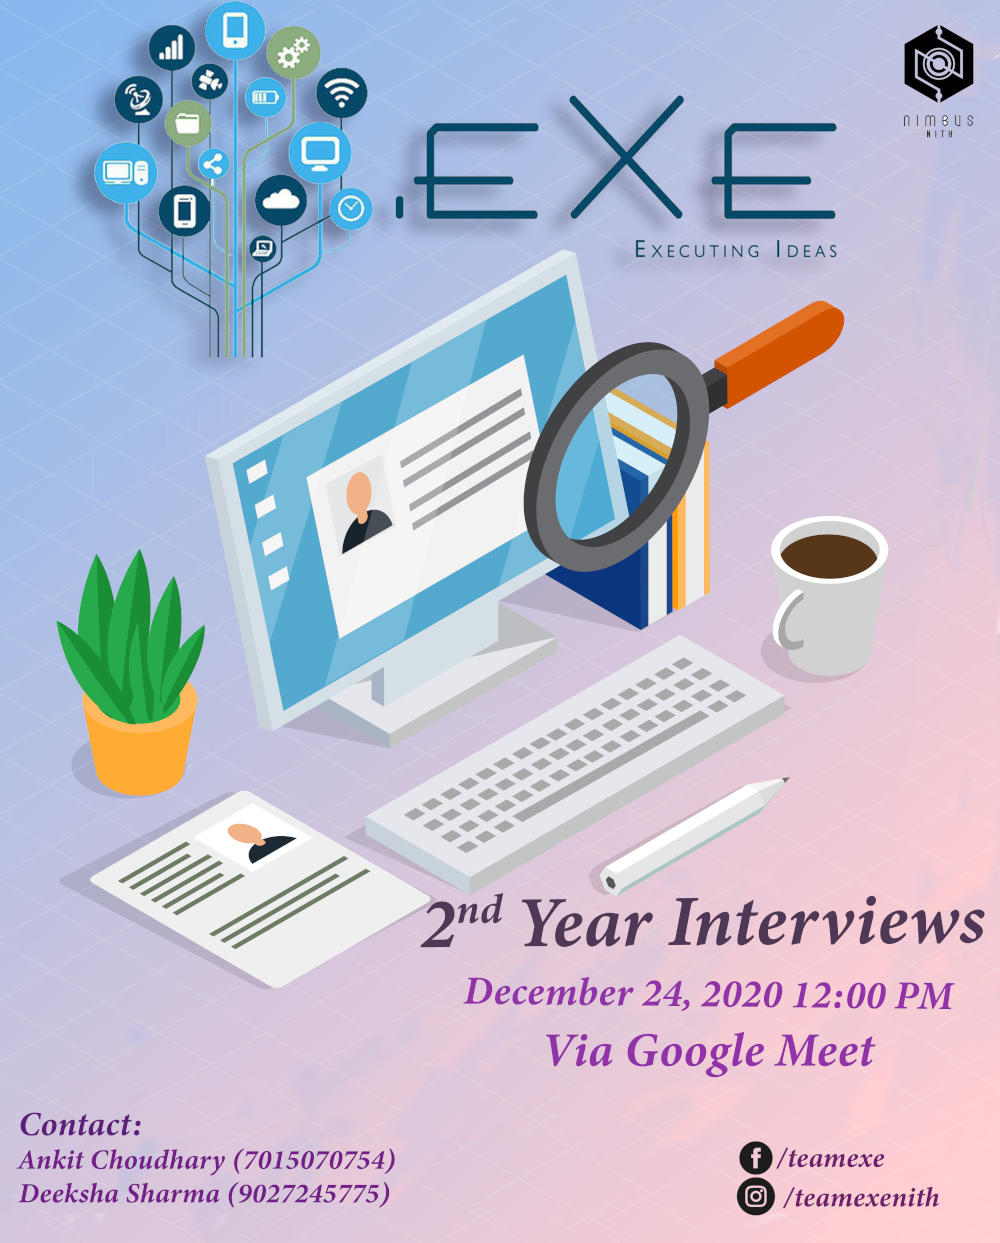 .EXE
EXECUTING IDEAS
NIMBUS
NITH
2nd Year Interviews
December 24, 2020 12:00 PM
Via Google Meet
Contact:
Ankit Choudhary (7015070754)
Deeksha Sharma (9027245775)
/teamexe
/teamexenith